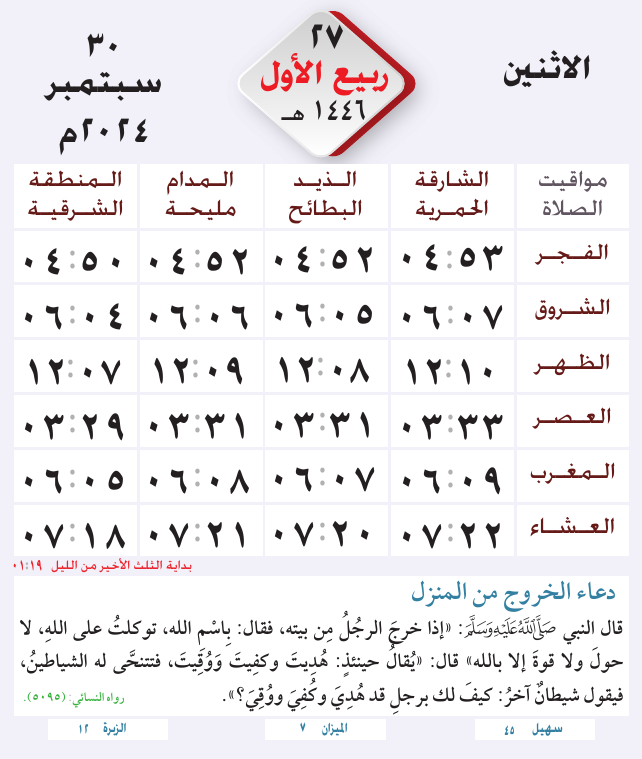 الاثنين
٢٧
ربيع الأول
١٤٤٦ هـ
٣٠
سبتمبر
٢٠٢٤م
مواقيت الصلاة | الشارقة الحمرية | الذيد البطائح | المدام مليحة | المنطقة الشرقية
الفجر ٠٤:٥٣ ٠٤:٥٢ ٠٤:٥٢ ٠٤:٥٠
الشروق ٠٦:٠٧ ٠٦:٠٥ ٠٦:٠٦ ٠٦:٠٤
الظهر ١٢:١٠ ١٢:٠٨ ١٢:٠٩ ١٢:٠٧
العصر ٠٣:٣٣ ٠٣:٣١ ٠٣:٣١ ٠٣:٢٩
المغرب ٠٦:٠٩ ٠٦:٠٧ ٠٦:٠٨ ٠٦:٠٥
العشاء ٠٧:٢٢ ٠٧:٢٠ ٠٧:٢١ ٠٧:١٨
بداية الثلث الأخير من الليل ٠١:١٩
دعاء الخروج من المنزل
قال النبي صَلَّى اللَّهُ عَلَيْهِ وَسَلَّمَ: «إذا خرجَ الرجُلُ مِن بيته، فقال: بِاسْمِ الله، توكلتُ على اللهِ، لا
حولَ ولا قوةَ إلا بالله» قال: «يُقالُ حينئذٍ: هُدِيتَ وكفِيتَ وَوُقِيتَ، فتتنحَّى له الشياطينُ،
فيقول شيطانٌ آخرُ: كيفَ لك برجلٍ قد هُدِيَ وكُفِيَ ووُقِيَ؟».
رواه النسائي: (٥٠٩٥).
سهيل ٤٥
الميزان ٧
الزبرة ١٢